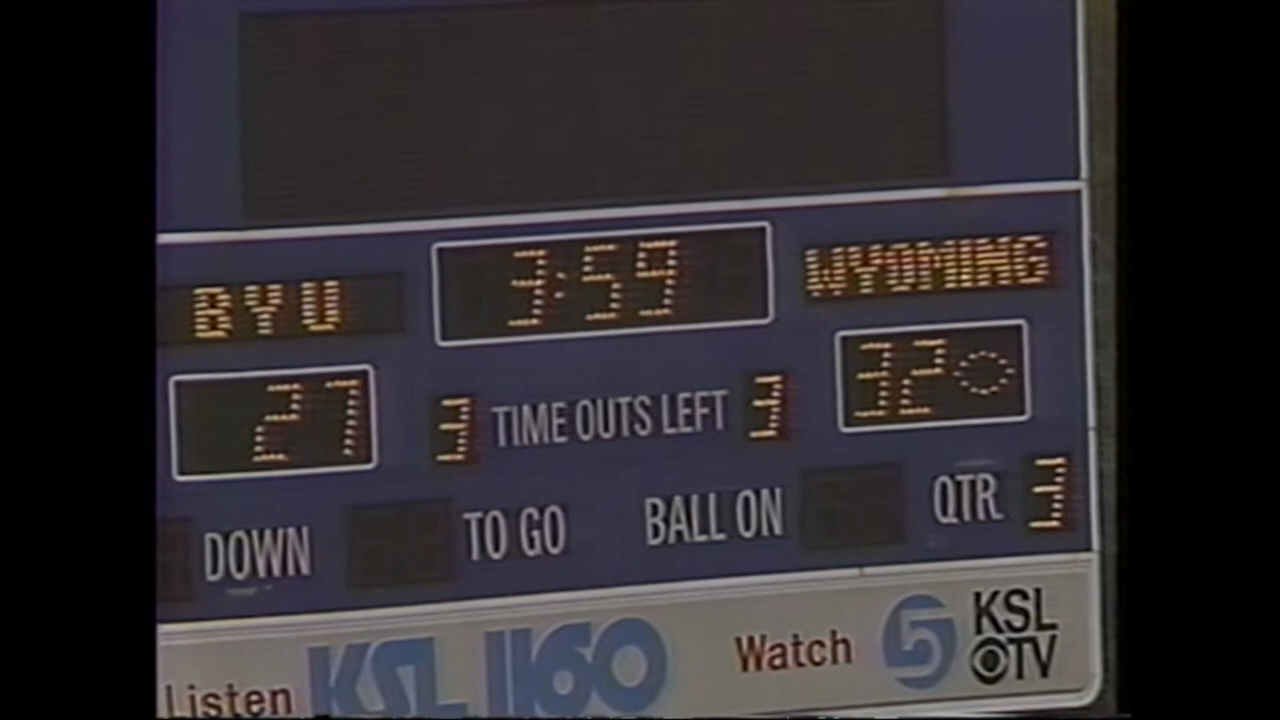 3:59
BYU WYOMING
27 3 TIME OUTS LEFT 3 32
DOWN TO GO BALL ON QTR 3
Listen KSL 1160 Watch 5 KSL TV